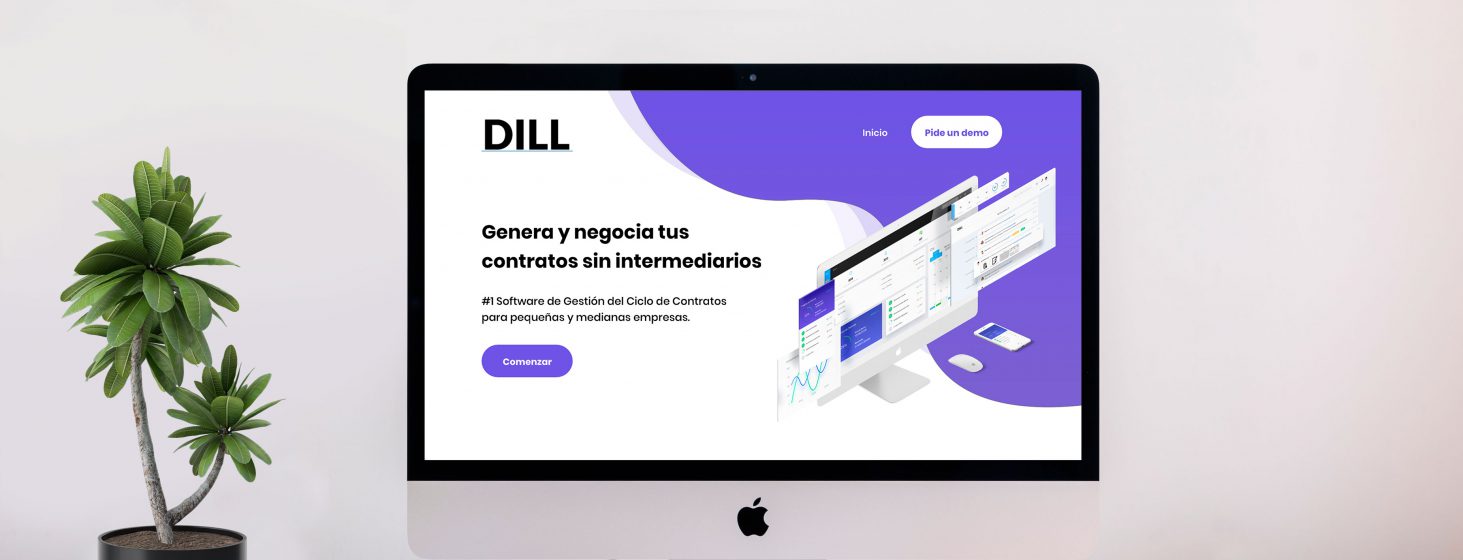 DILL
Inicio
Pide un demo
Genera y negocia tus
contratos sin intermediarios
#1 Software de Gestión del Ciclo de Contratos
para pequeñas y medianas empresas.
Comenzar